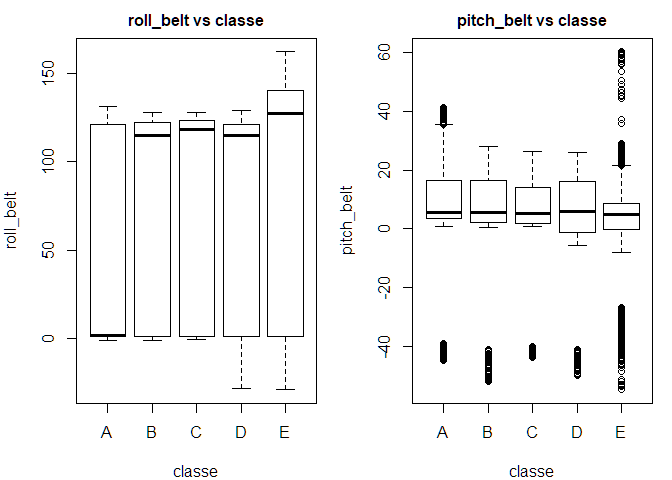 roll_belt vs classe
roll_belt
150
100
50
0
A B C D E
classe
pitch_belt vs classe
pitch_belt
60
40
20
0
-20
-40
A B C D E
classe